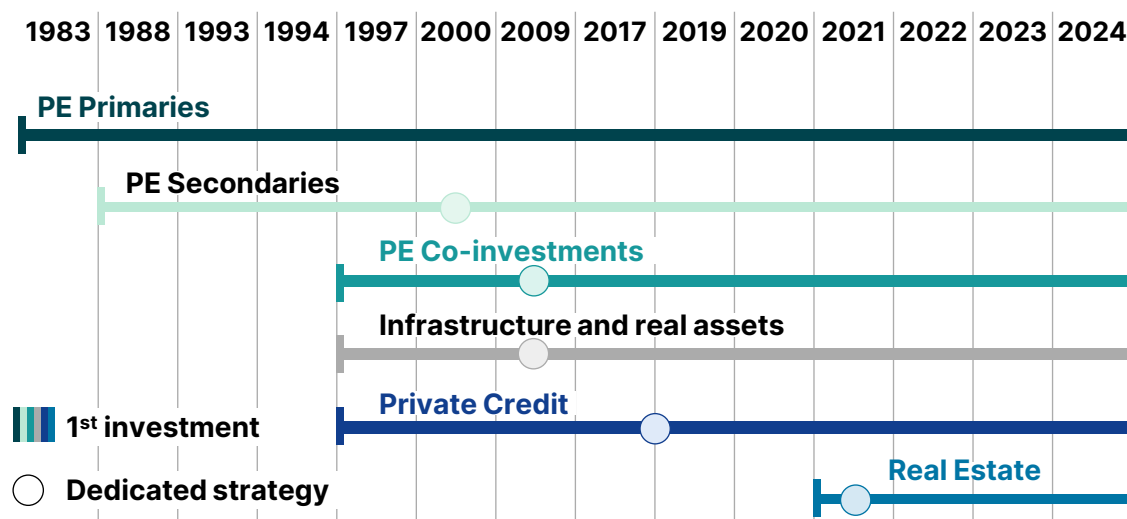 1983 1988 1993 1994 1997 2000 2009 2017 2019 2020 2021 2022 2023 2024
PE Primaries
PE Secondaries
PE Co-investments
Infrastructure and real assets
Private Credit
1st investment
Real Estate
Dedicated strategy